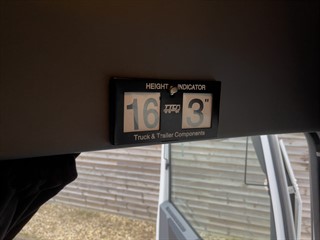 HEIGHT INDICATOR
16 3"
Truck & Trailer Components